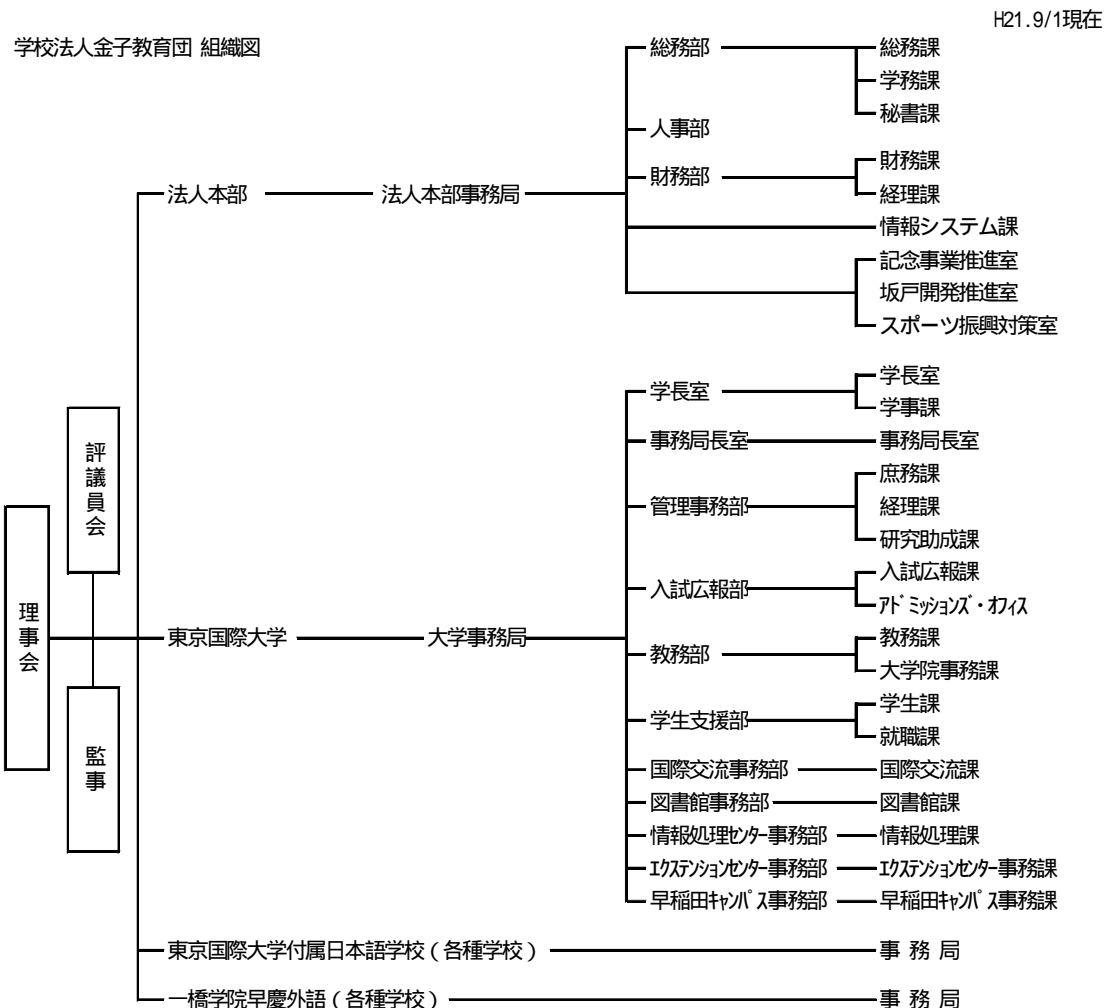 H21.9/1現在
学校法人金子教育団 組織図
総務部 総務課
学務課
秘書課
人事部
財務部 財務課
経理課
法人本部 法人本部事務局
情報システム課
記念事業推進室
坂戸開発推進室
スポーツ振興対策室
学長室 学長室
学事課
事務局長室 事務局長室
評議員会
庶務課
管理事務部 経理課
研究助成課
入試広報部 入試広報課
アドミッションズ・オフィス
理事会
東京国際大学 大学事務局
教務部 教務課
大学院事務課
学生支援部 学生課
就職課
監事
国際交流事務部 国際交流課
図書館事務部 図書館課
情報処理センター事務部 情報処理課
エクステンションセンター事務部 エクステンションセンター事務課
早稲田キャンパス事務部 早稲田キャンパス事務課
東京国際大学付属日本語学校(各種学校) 事務局
一橋学院早慶外語(各種学校) 事務局